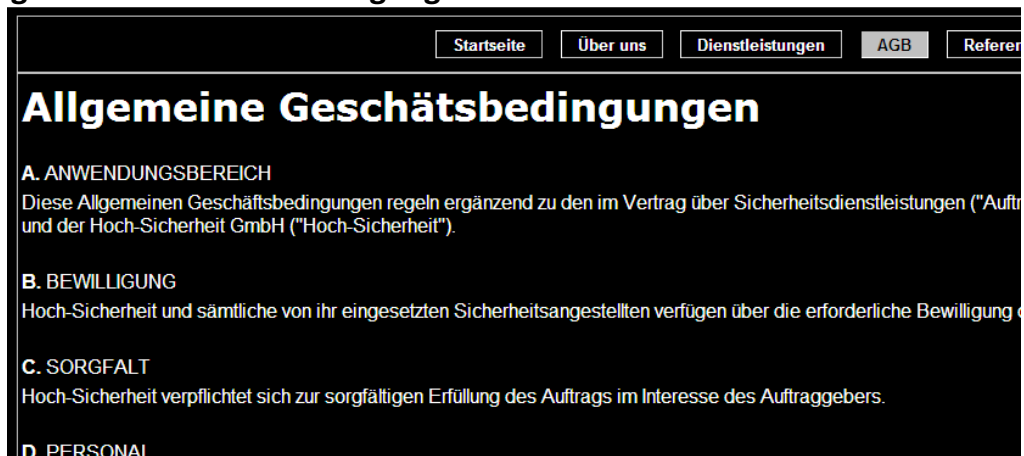 Startseite Über uns Dienstleistungen AGB
Allgemeine Geschätsbedingungen
A. ANWENDUNGSBEREICH
Diese Allgemeinen Geschäftsbedingungen regeln ergänzend zu den im Vertrag über Sicherheitsdienstleistungen ("Auftr
und der Hoch-Sicherheit GmbH ("Hoch-Sicherheit").
B. BEWILLIGUNG
Hoch-Sicherheit und sämtliche von ihr eingesetzten Sicherheitsangestellten verfügen über die erforderliche Bewilligung
C. SORGFALT
Hoch-Sicherheit verpflichtet sich zur sorgfältigen Erfüllung des Auftrags im Interesse des Auftraggebers.
D. PERSONAL